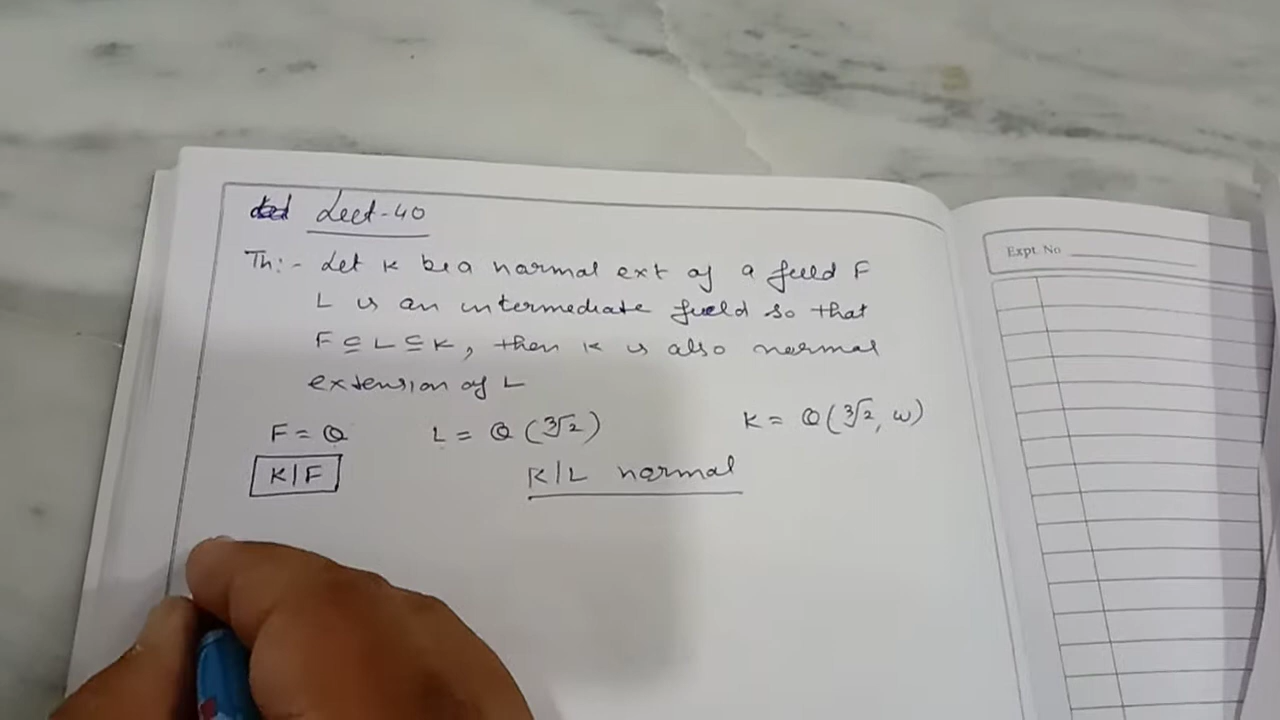 Lect-40
Th:- Let K be a normal ext of a field F
L is an intermediate field so that
F ⊆ L ⊆ K, then K is also normal
extension of L
F = Q L = Q (∛2) K = Q(∛2, ω)
K/F K/L normal
Expt. No